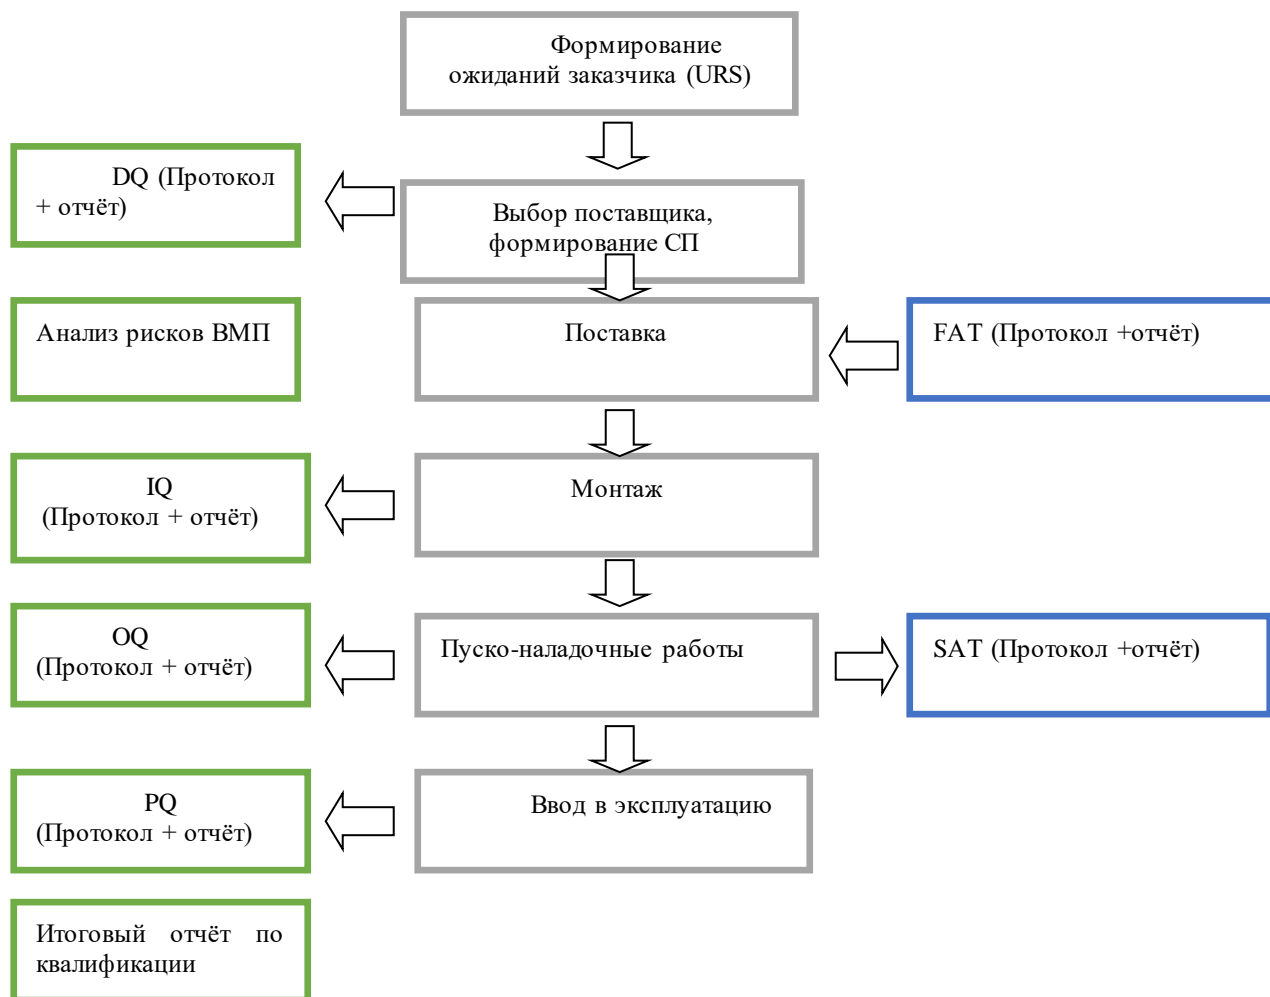 Формирование
ожиданий заказчика (URS)
DQ (Протокол
+ отчёт)
Выбор поставщика,
формирование СП
Анализ рисков ВМП
Поставка
FAT (Протокол +отчёт)
IQ
(Протокол + отчёт)
Монтаж
OQ
(Протокол + отчёт)
Пуско-наладочные работы
SAT (Протокол +отчёт)
PQ
(Протокол + отчёт)
Ввод в эксплуатацию
Итоговый отчёт по
квалификации